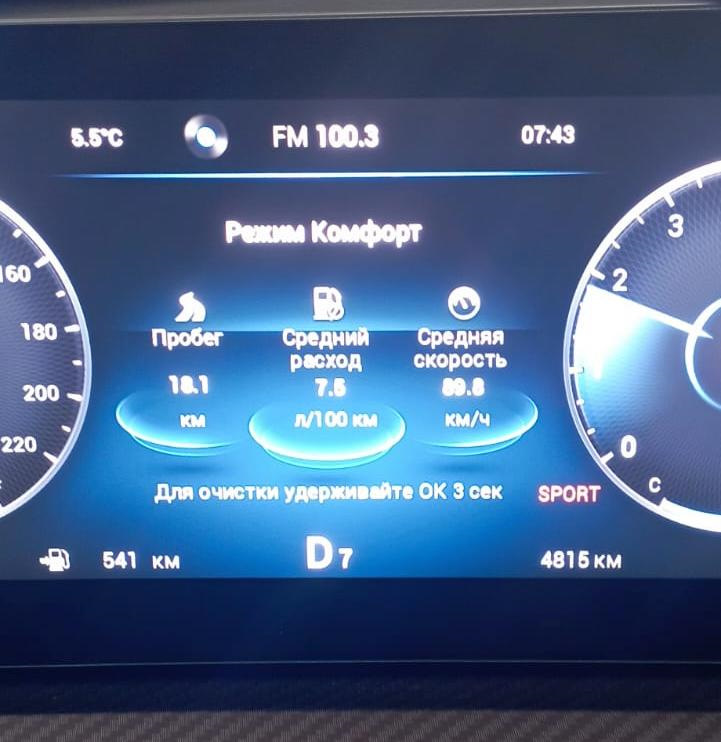 5.5°C FM 100.3 07:43
Режим Комфорт
160
180
200
220
3
2
1
0
C
Пробег
18.1
км
Средний
расход
7.5
л/100 км
Средняя
скорость
89.8
км/ч
Для очистки удерживайте ОК 3 сек
SPORT
541 км
D7
4815 км